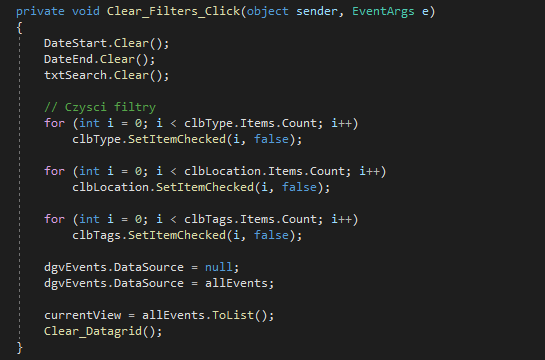 private void Clear_Filters_Click(object sender, EventArgs e)
{
    DateStart.Clear();
    DateEnd.Clear();
    txtSearch.Clear();

    // Czysci filtry
    for (int i = 0; i < clbType.Items.Count; i++)
        clbType.SetItemChecked(i, false);

    for (int i = 0; i < clbLocation.Items.Count; i++)
        clbLocation.SetItemChecked(i, false);

    for (int i = 0; i < clbTags.Items.Count; i++)
        clbTags.SetItemChecked(i, false);

    dgvEvents.DataSource = null;
    dgvEvents.DataSource = allEvents;

    currentView = allEvents.ToList();
    Clear_Datagrid();
}